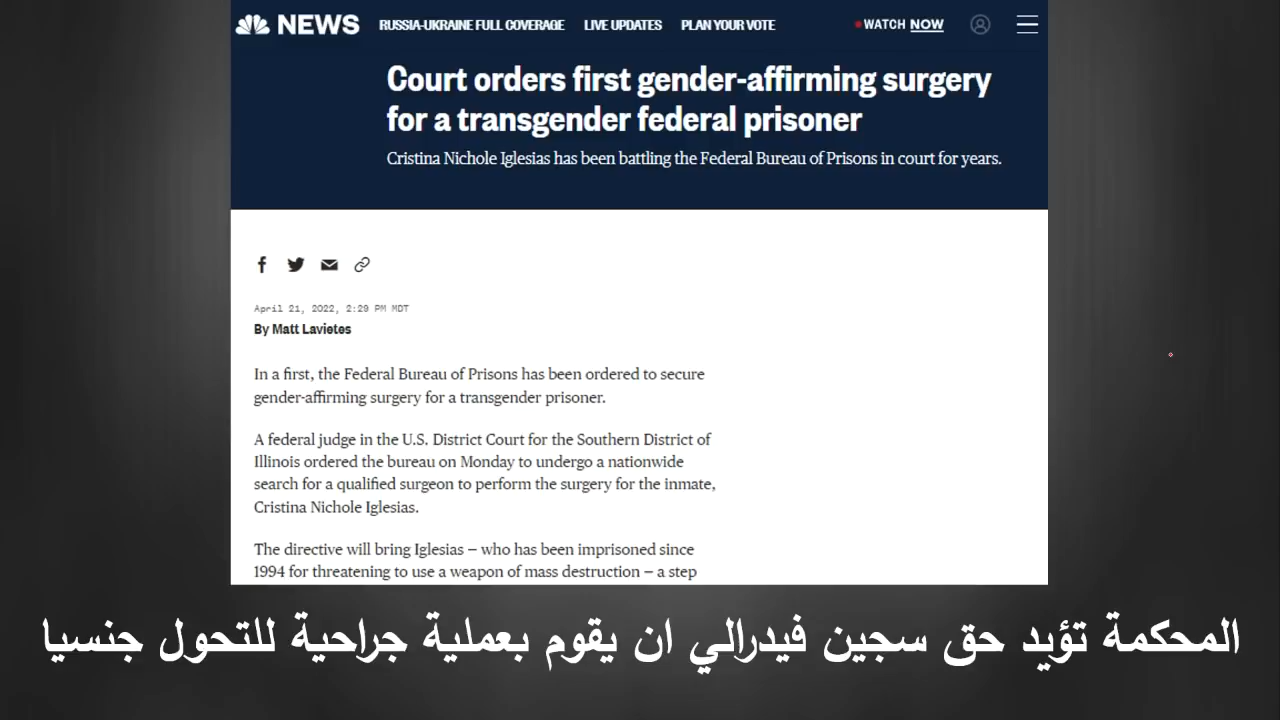 NEWS RUSSIA-UKRAINE FULL COVERAGE LIVE UPDATES PLAN YOUR VOTE WATCH NOW
Court orders first gender-affirming surgery
for a transgender federal prisoner
Cristina Nichole Iglesias has been battling the Federal Bureau of Prisons in court for years.
April 21, 2022, 2:29 PM MDT
By Matt Lavietes
In a first, the Federal Bureau of Prisons has been ordered to secure
gender-affirming surgery for a transgender prisoner.
A federal judge in the U.S. District Court for the Southern District of
Illinois ordered the bureau on Monday to undergo a nationwide
search for a qualified surgeon to perform the surgery for the inmate,
Cristina Nichole Iglesias.
The directive will bring Iglesias — who has been imprisoned since
1994 for threatening to use a weapon of mass destruction — a step
المحكمة تؤيد حق سجين فيدرالي ان يقوم بعملية جراحية للتحول جنسيا